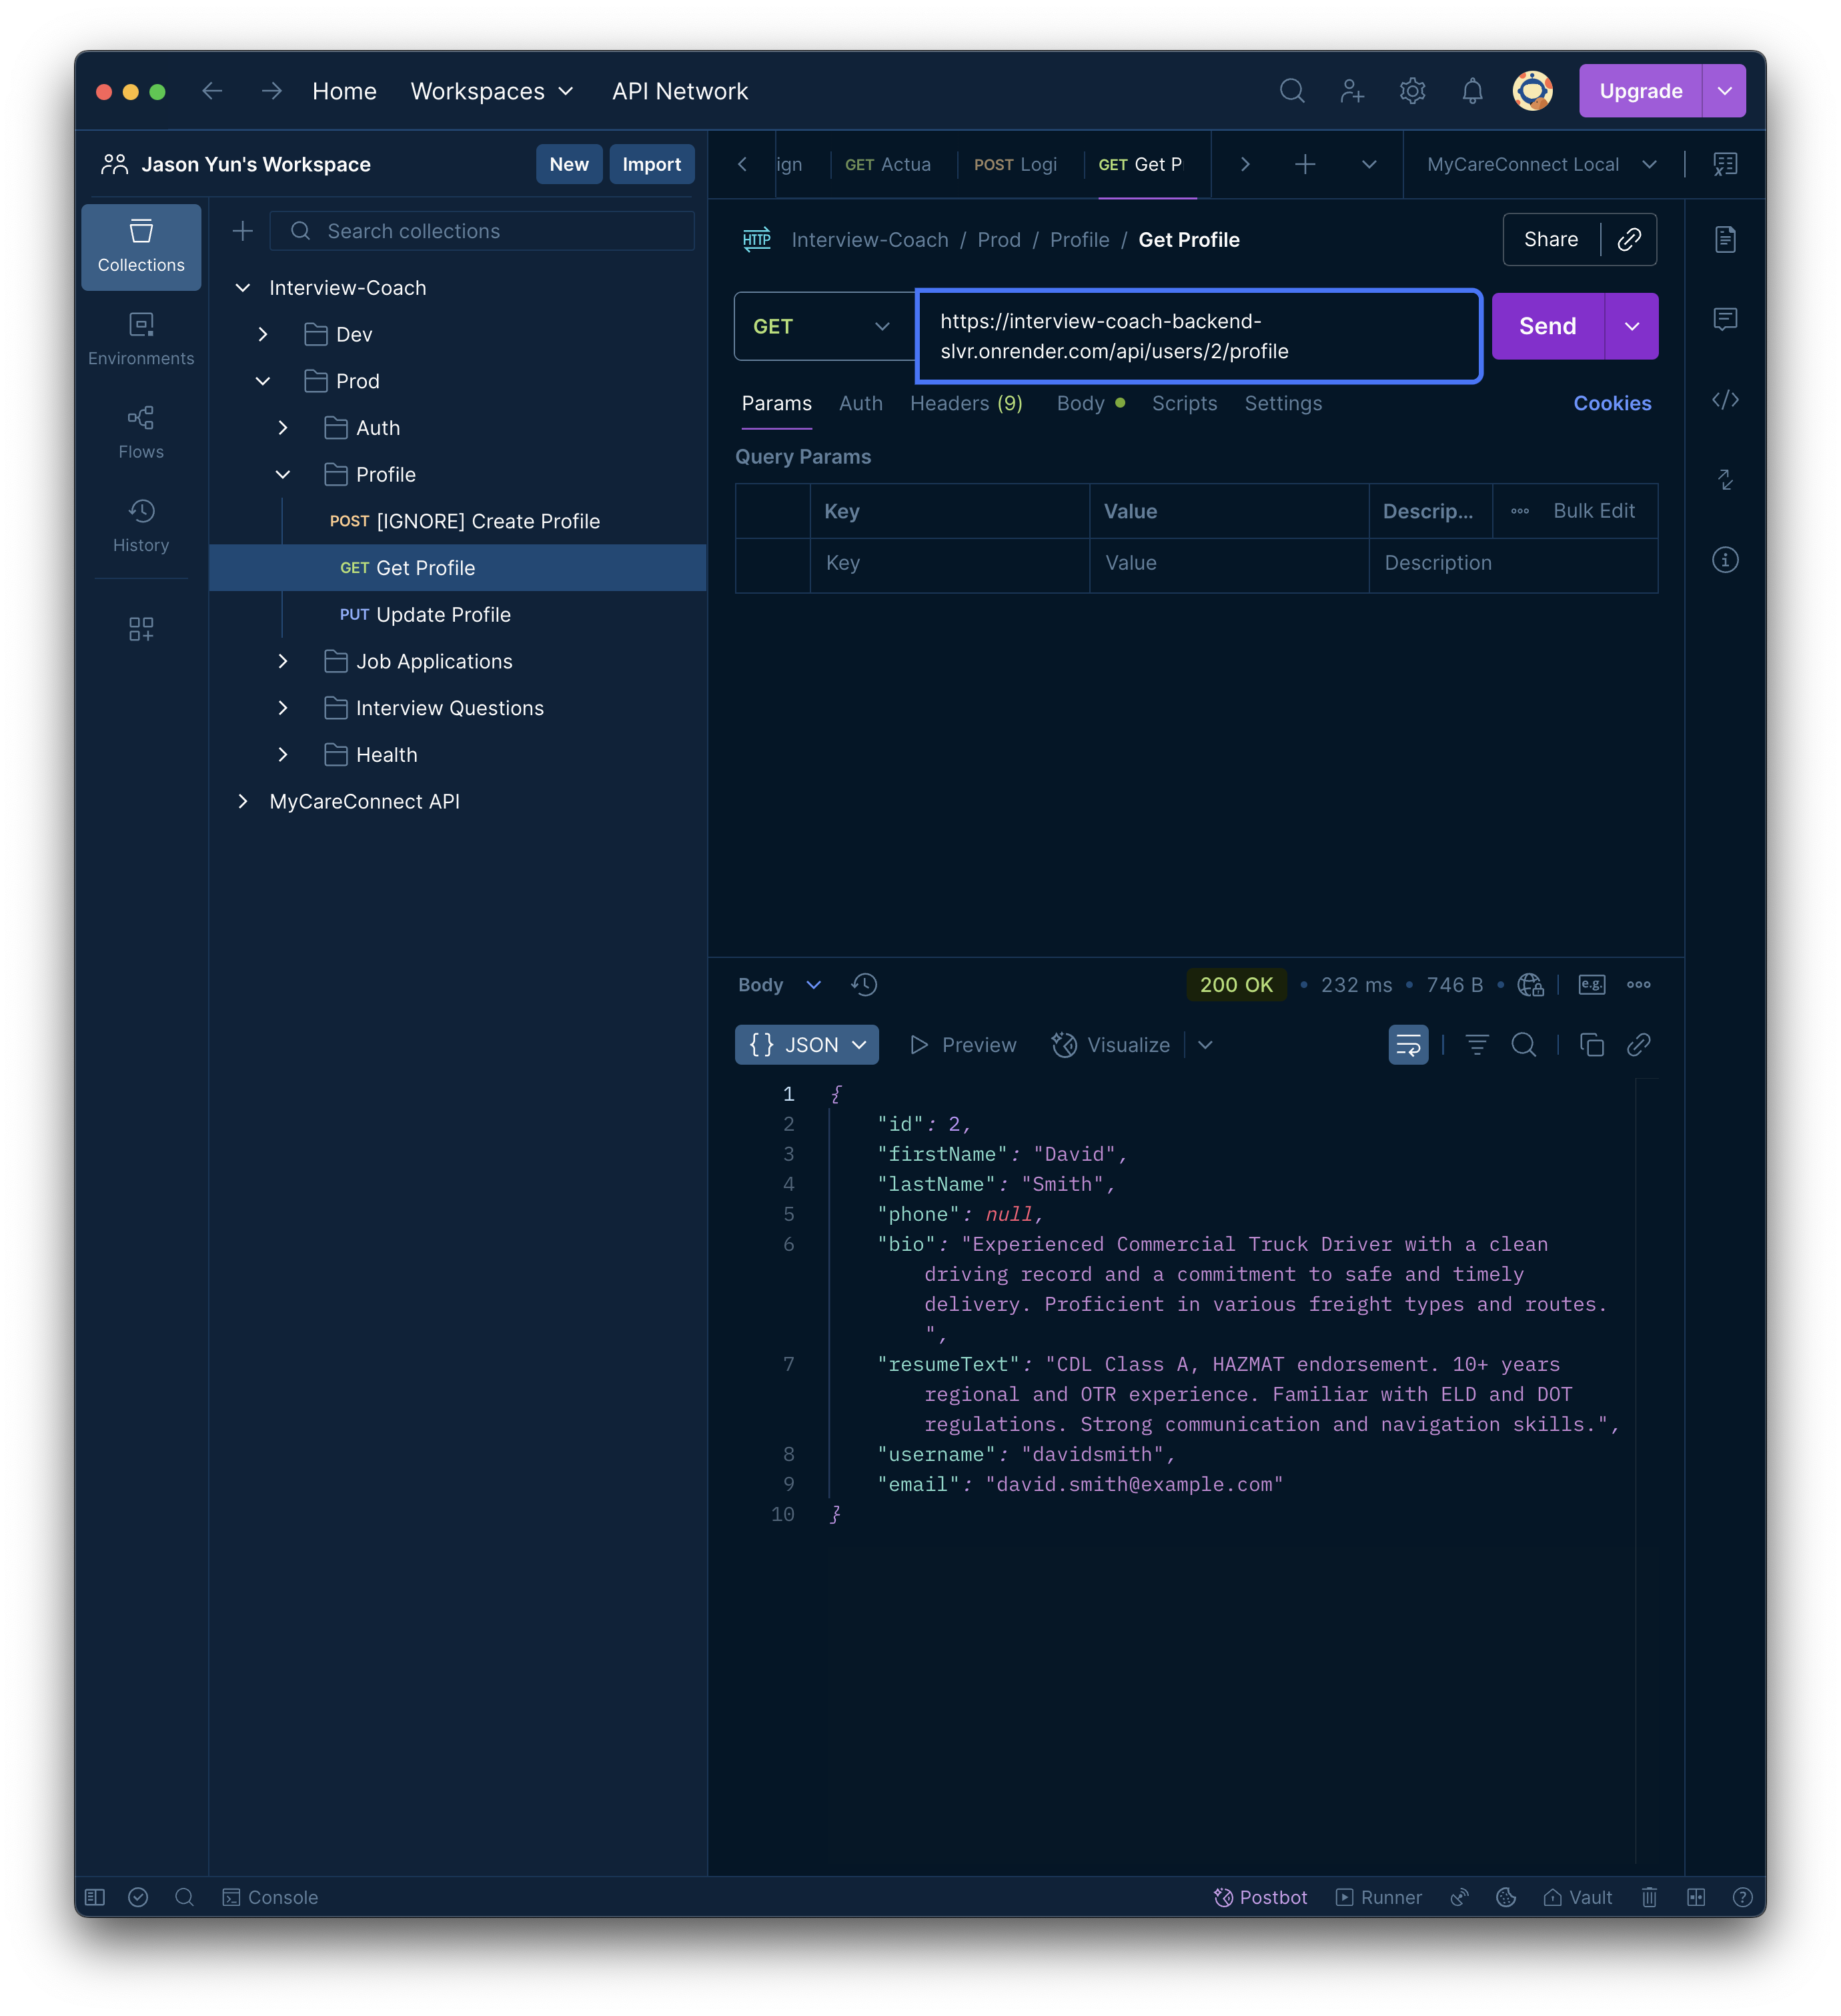 Home Workspaces API Network Upgrade
Jason Yun's Workspace New Import
ign GET Actua POST Logi GET Get P MyCareConnect Local
Collections
Environments
Flows
History
Search collections
Interview-Coach
Dev
Prod
Auth
Profile
POST [IGNORE] Create Profile
GET Get Profile
PUT Update Profile
Job Applications
Interview Questions
Health
MyCareConnect API
HTTP Interview-Coach / Prod / Profile / Get Profile Share
GET https://interview-coach-backend-
slvr.onrender.com/api/users/2/profile
Send
Params Auth Headers (9) Body Scripts Settings Cookies
Query Params
Key Value Descrip... Bulk Edit
Key Value Description
Body 200 OK • 232 ms • 746 B • e.g.
{} JSON Preview Visualize
1 {
2 "id": 2,
3 "firstName": "David",
4 "lastName": "Smith",
5 "phone": null,
6 "bio": "Experienced Commercial Truck Driver with a clean
driving record and a commitment to safe and timely
delivery. Proficient in various freight types and routes.
",
7 "resumeText": "CDL Class A, HAZMAT endorsement. 10+ years
regional and OTR experience. Familiar with ELD and DOT
regulations. Strong communication and navigation skills.",
8 "username": "davidsmith",
9 "email": "david.smith@example.com"
10 }
Console Postbot Runner Vault